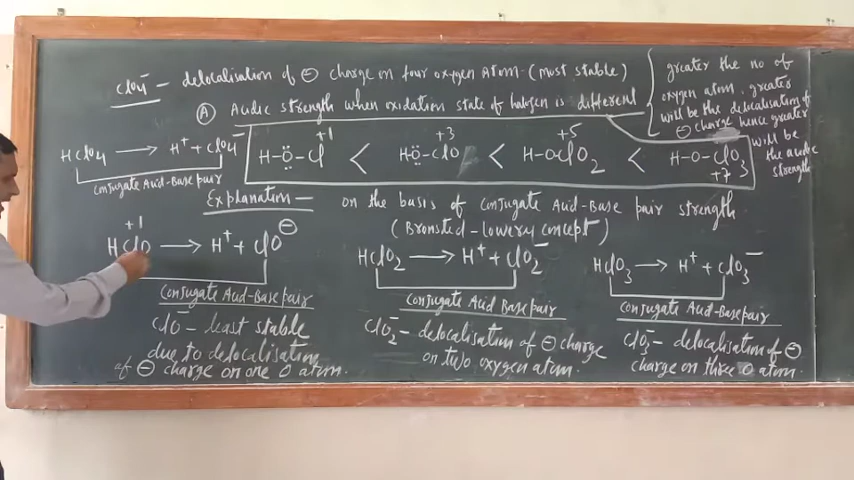 ClO4⁻ – delocalisation of ⊖ charge on four oxygen Atom – (most stable)
greater the no of
oxygen atom, greater
will be the delocalisation of
⊖ charge hence greater
will be
the acidic
strength
(A) Acidic strength when oxidation state of halogen is different
HClO4 → H⁺ + ClO4⁻
Conjugate Acid-Base pair
+1 +3 +5
H-Ö-Cl < HÖ-ClO < H-OClO2 < H-O-ClO3
+7
Explanation – on the basis of Conjugate Acid-Base pair strength
(Bronsted-lowery concept)
+1
HClO → H⁺ + ClO⊖
Conjugate Acid-Base pair
ClO⁻ – least stable
due to delocalisation
of ⊖ charge on one O atom.
HClO2 → H⁺ + ClO2⁻
Conjugate Acid Base pair
ClO2⁻ – delocalisation of ⊖ charge
on two oxygen atom.
HClO3 → H⁺ + ClO3⁻
Conjugate Acid-Base pair
ClO3⁻ – delocalisation of ⊖
charge on three O atom.